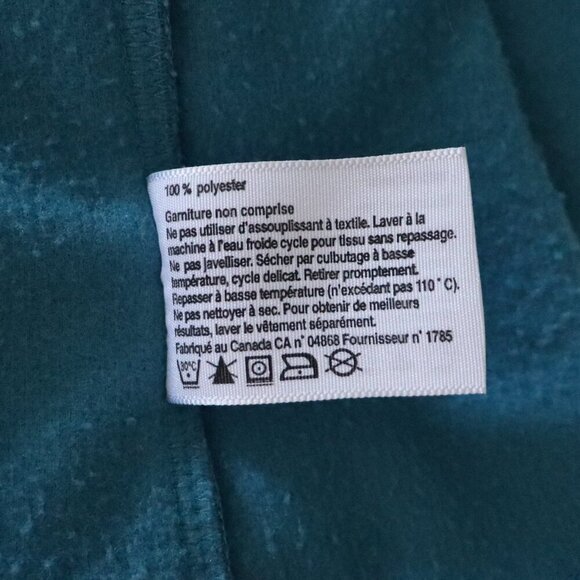 100 % polyester
Garniture non comprise
Ne pas utiliser d'assouplissant à textile. Laver à la
machine à l'eau froide cycle pour tissu sans repassage.
Ne pas javelliser. Sécher par culbutage à basse
température, cycle delicat. Retirer promptement.
Repasser à basse température (n'excédant pas 110 ° C).
Ne pas nettoyer à sec. Pour obtenir de meilleurs
résultats, laver le vêtement séparément.
Fabriqué au Canada CA n° 04868 Fournisseur n° 1785
30°C